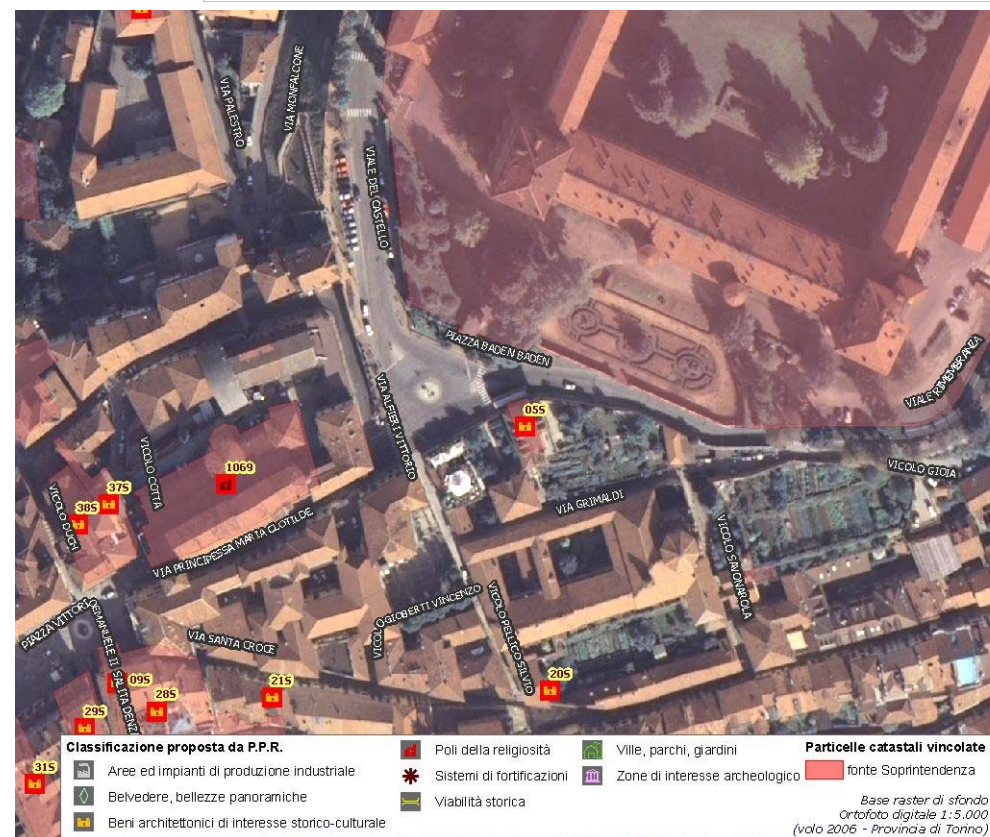 VIA PALESTRO
VIA MONFALCONE
VIALE DEL CASTELLO
PIAZZA BADEN BADEN
VIALE RIMEMBRANZA
VIA ALFIERI VITTORIO
05S
VICOLO GIOIA
1069
VICOLO COTTA
37S
38S
VICOLO DUCH
VIA GRIMALDI
VIA PRINCIPESSA MARIA CLOTILDE
VICOLO SAVONAROLA
VICOLO GIOBERTI VINCENZO
VICOLO PELLICO SILVIO
PIAZZA VITTORIO EMANUELE II
SALITA DENZA
VIA SANTA CROCE
09S
28S
21S
20S
29S
31S
Classificazione proposta da P.P.R.
Aree ed impianti di produzione industriale
Belvedere, bellezze panoramiche
Beni architettonici di interesse storico-culturale
Poli della religiosità
Sistemi di fortificazioni
Viabilità storica
Ville, parchi, giardini
Zone di interesse archeologico
Particelle catastali vincolate
fonte Soprintendenza
Base raster di sfondo
Ortofoto digitale 1:5.000
(volo 2006 - Provincia di Torino)